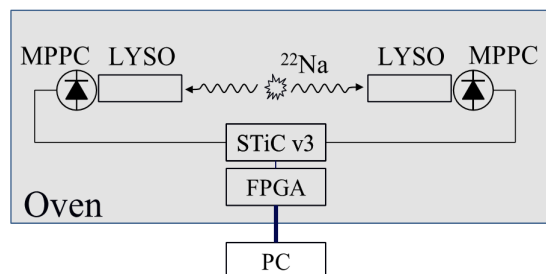 MPPC LYSO ²²Na LYSO MPPC
STiC v3
FPGA
Oven
PC